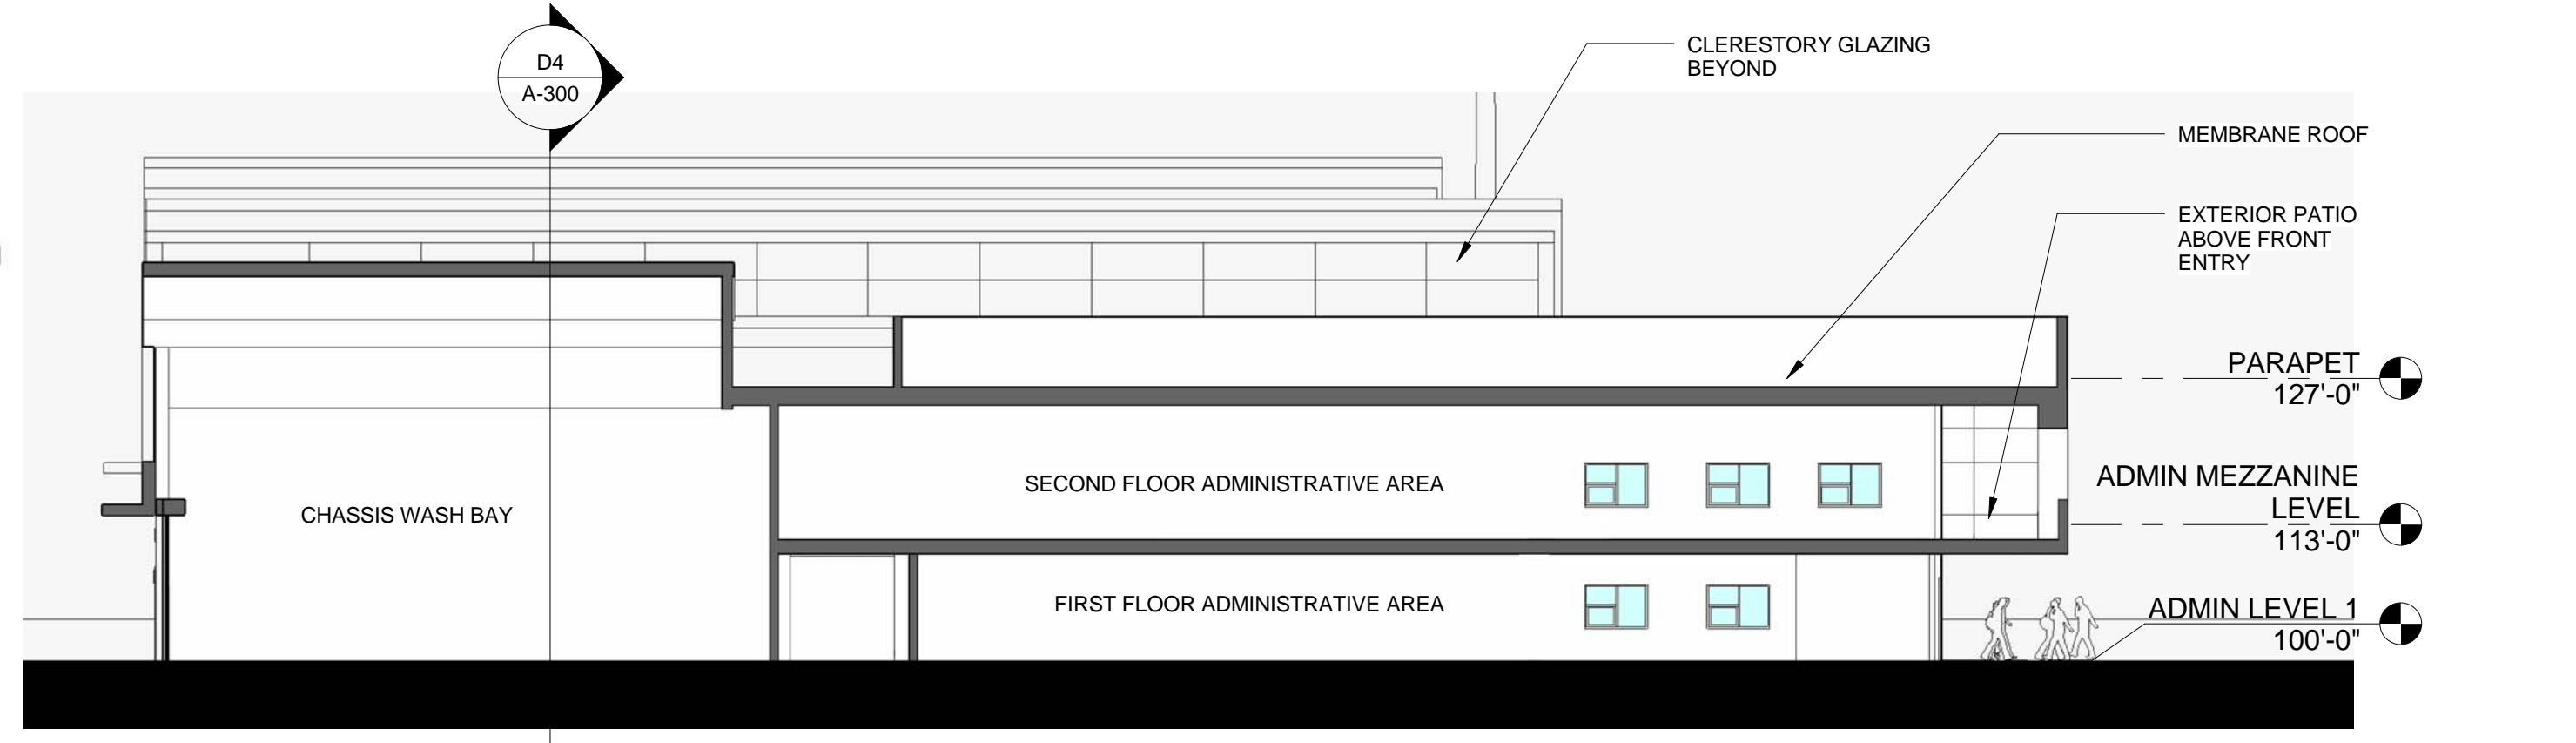 D4
A-300
CLERESTORY GLAZING
BEYOND
MEMBRANE ROOF
EXTERIOR PATIO
ABOVE FRONT
ENTRY
PARAPET
127'-0"
SECOND FLOOR ADMINISTRATIVE AREA
ADMIN MEZZANINE
LEVEL
113'-0"
CHASSIS WASH BAY
FIRST FLOOR ADMINISTRATIVE AREA
ADMIN LEVEL 1
100'-0"